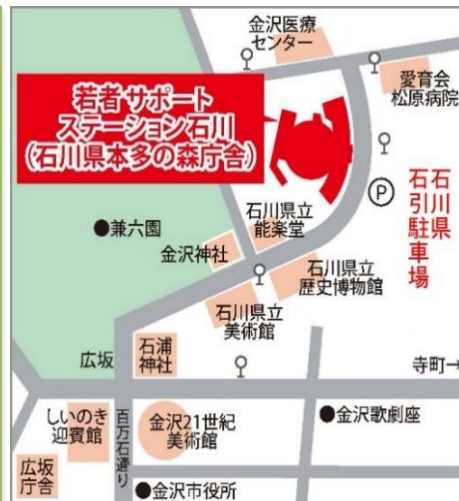 金沢医療
センター
愛育会
松原病院
若者サポート
ステーション石川
(石川県本多の森庁舎)
P
石川県
石引駐車場
石川県立
能楽堂
●兼六園
金沢神社
石川県立
歴史博物館
石川県立
美術館
石浦
神社
広坂
寺町→
しいのき
迎賓館
百万石通り
金沢21世紀
美術館
●金沢歌劇座
広坂
庁舎
●金沢市役所